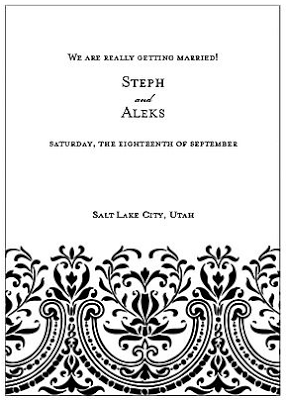 We are really getting married!
Steph
and
Aleks
saturday, the eighteenth of september
Salt Lake City, Utah